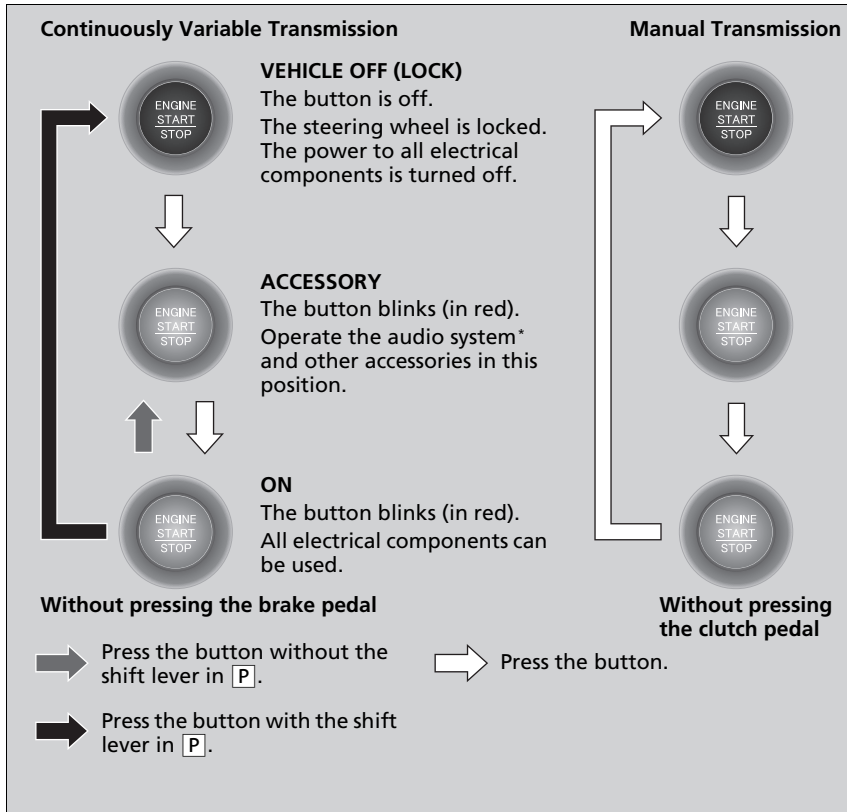 Continuously Variable Transmission
Manual Transmission
ENGINE
START
STOP
VEHICLE OFF (LOCK)
The button is off.
The steering wheel is locked.
The power to all electrical
components is turned off.
ENGINE
START
STOP
ENGINE
START
STOP
ACCESSORY
The button blinks (in red).
Operate the audio system*
and other accessories in this
position.
ENGINE
START
STOP
ENGINE
START
STOP
ON
The button blinks (in red).
All electrical components can
be used.
ENGINE
START
STOP
Without pressing the brake pedal
Without pressing
the clutch pedal
Press the button without the
shift lever in P.
Press the button.
Press the button with the shift
lever in P.